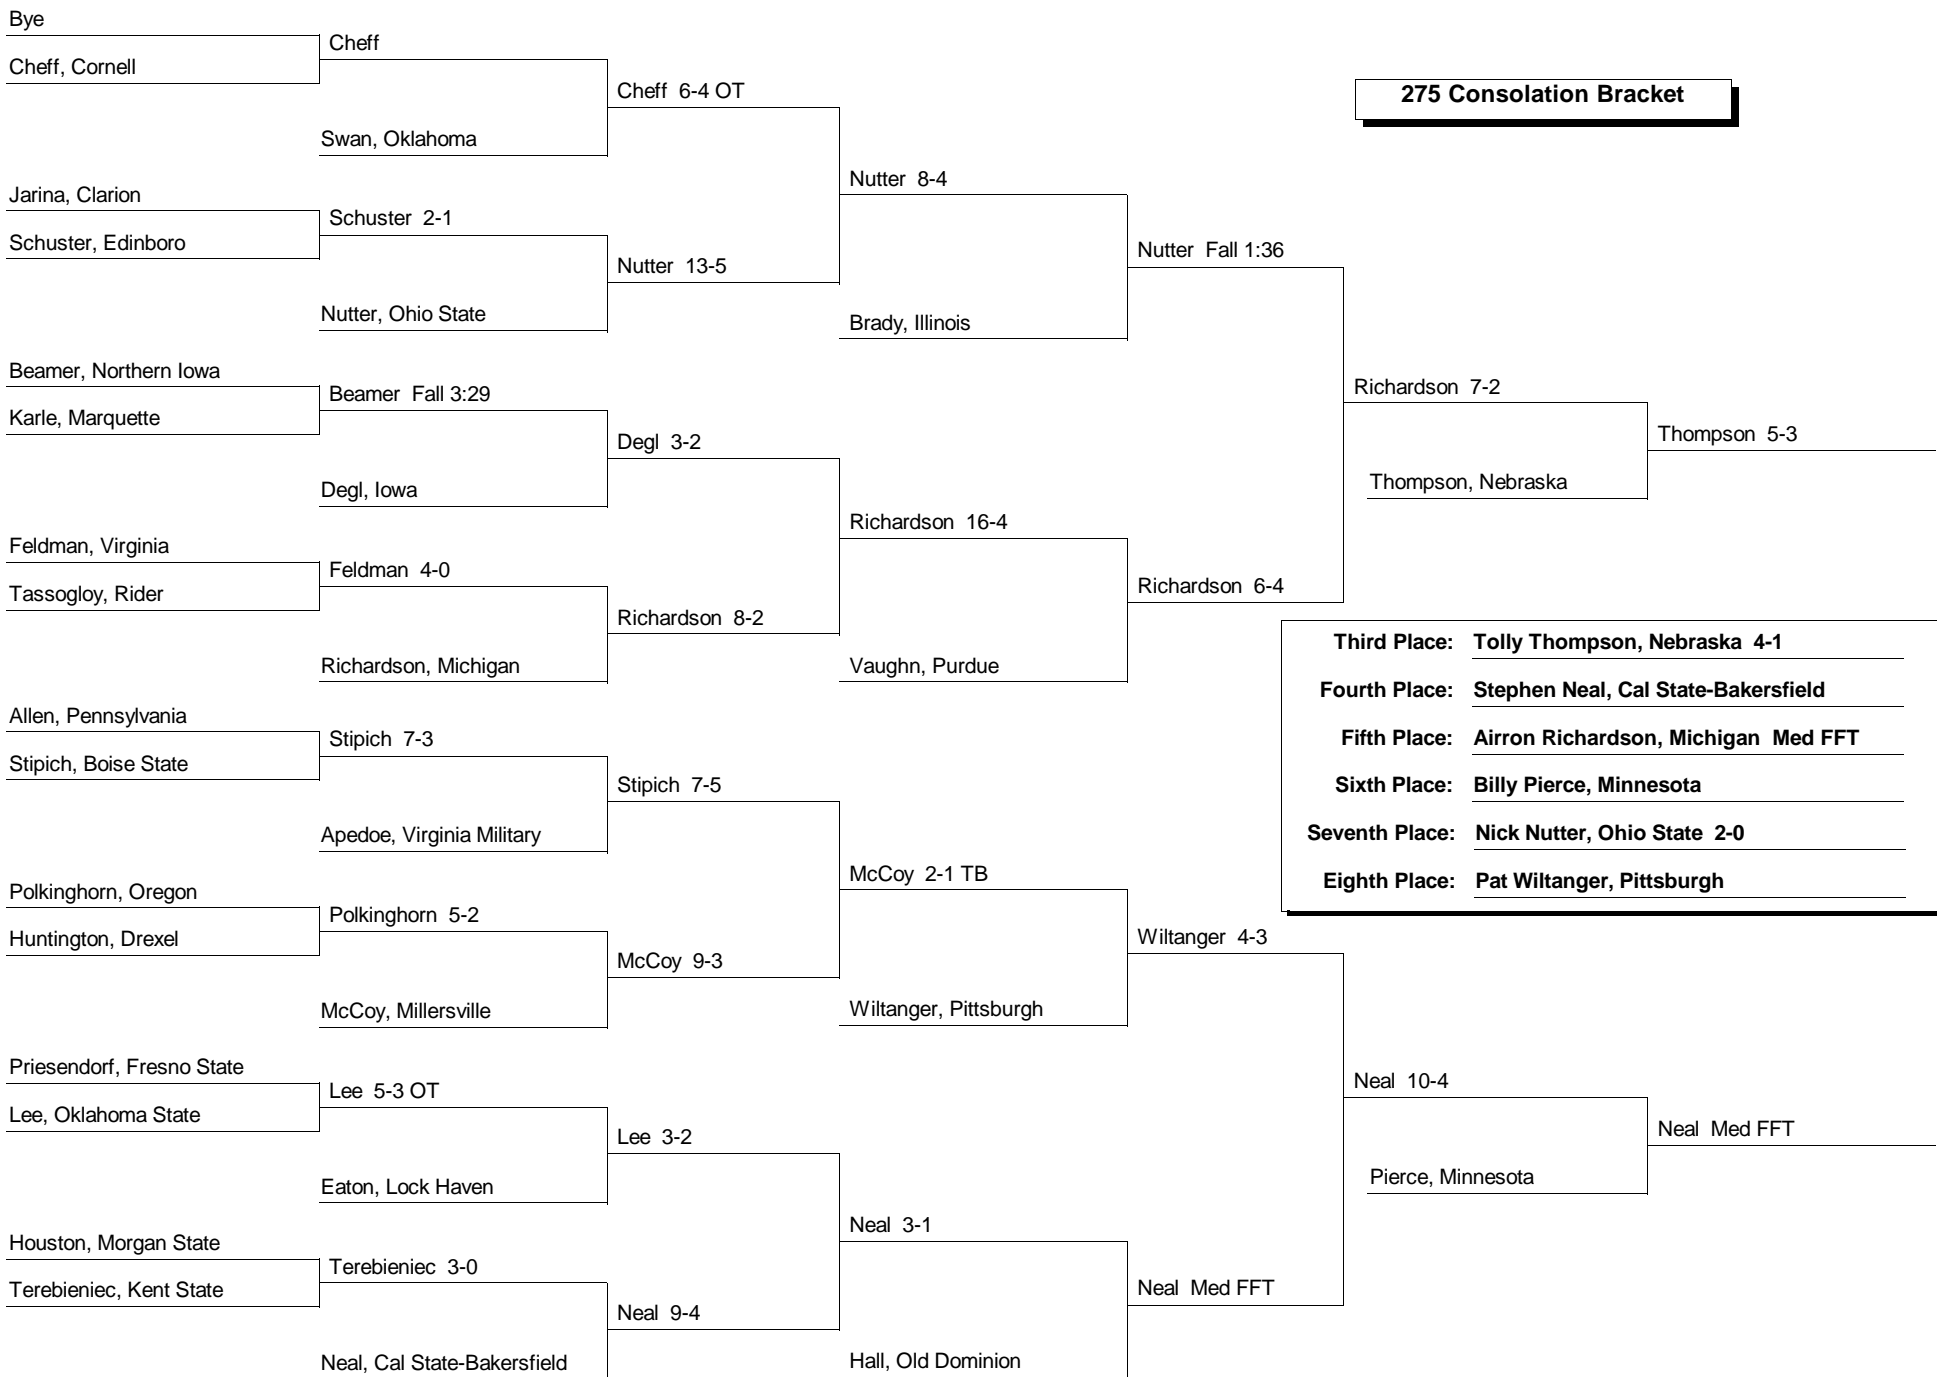 Bye
Cheff
Cheff, Cornell
Cheff 6-4 OT
275 Consolation Bracket
Swan, Oklahoma
Nutter 8-4
Jarina, Clarion
Schuster 2-1
Schuster, Edinboro
Nutter Fall 1:36
Nutter 13-5
Nutter, Ohio State
Brady, Illinois
Beamer, Northern Iowa
Beamer Fall 3:29
Richardson 7-2
Karle, Marquette
Degl 3-2
Thompson 5-3
Degl, Iowa
Thompson, Nebraska
Richardson 16-4
Feldman, Virginia
Feldman 4-0
Tassogloy, Rider
Richardson 6-4
Richardson 8-2
Richardson, Michigan
Vaughn, Purdue
Third Place: Tolly Thompson, Nebraska 4-1
Fourth Place: Stephen Neal, Cal State-Bakersfield
Fifth Place: Airron Richardson, Michigan Med FFT
Sixth Place: Billy Pierce, Minnesota
Seventh Place: Nick Nutter, Ohio State 2-0
Eighth Place: Pat Wiltanger, Pittsburgh
Allen, Pennsylvania
Stipich 7-3
Stipich, Boise State
Stipich 7-5
Apedoe, Virginia Military
McCoy 2-1 TB
Polkinghorn, Oregon
Polkinghorn 5-2
Huntington, Drexel
Wiltanger 4-3
McCoy 9-3
McCoy, Millersville
Wiltanger, Pittsburgh
Priesendorf, Fresno State
Lee 5-3 OT
Neal 10-4
Lee, Oklahoma State
Lee 3-2
Neal Med FFT
Eaton, Lock Haven
Pierce, Minnesota
Neal 3-1
Houston, Morgan State
Terebieniec 3-0
Terebieniec, Kent State
Neal Med FFT
Neal 9-4
Neal, Cal State-Bakersfield
Hall, Old Dominion